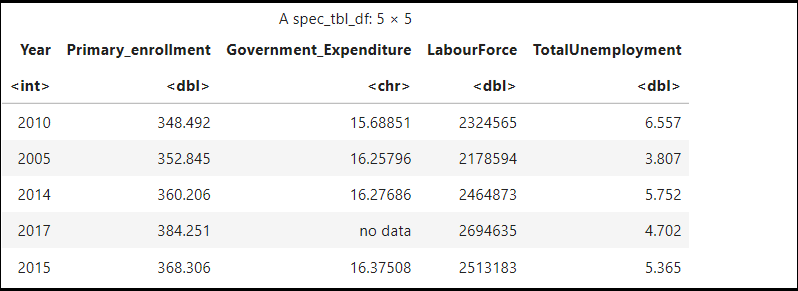 A spec_tbl_df: 5 × 5
Year Primary_enrollment Government_Expenditure LabourForce TotalUnemployment
<int> <dbl> <chr> <dbl> <dbl>
2010 348.492 15.68851 2324565 6.557
2005 352.845 16.25796 2178594 3.807
2014 360.206 16.27686 2464873 5.752
2017 384.251 no data 2694635 4.702
2015 368.306 16.37508 2513183 5.365